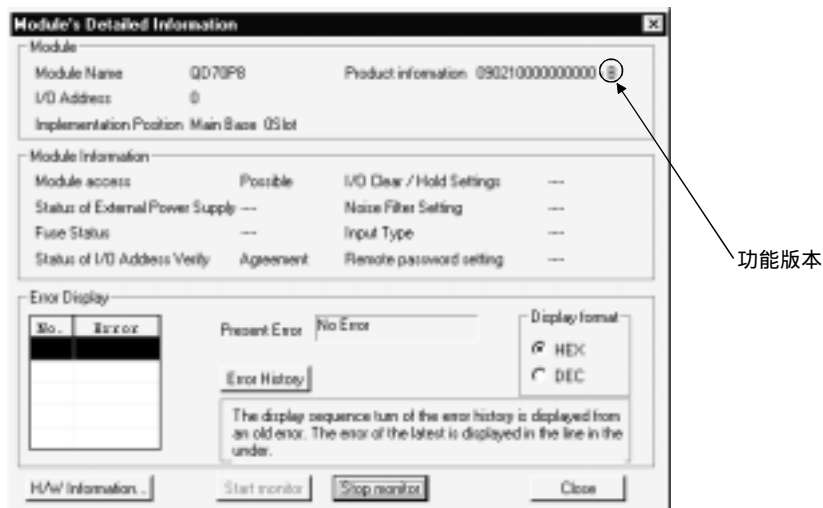 Module's Detailed Information
Module
Module Name QD70P8 Product information 090210000000000 B
I/O Address 0
Implementation Position Main Base 0Slot
Module Information
Module access Possible I/O Clear / Hold Settings ---
Status of External Power Supply --- Noise Filter Setting ---
Fuse Status --- Input Type ---
Status of I/O Address Verify Agreement Remote password setting ---
功能版本
Error Display
No. Error
Present Error No Error
Display format
HEX
DEC
Error History
The display sequence turn of the error history is displayed from
an old error. The error of the latest is displayed in the line in the
under.
H/W Information... Start monitor Stop monitor Close